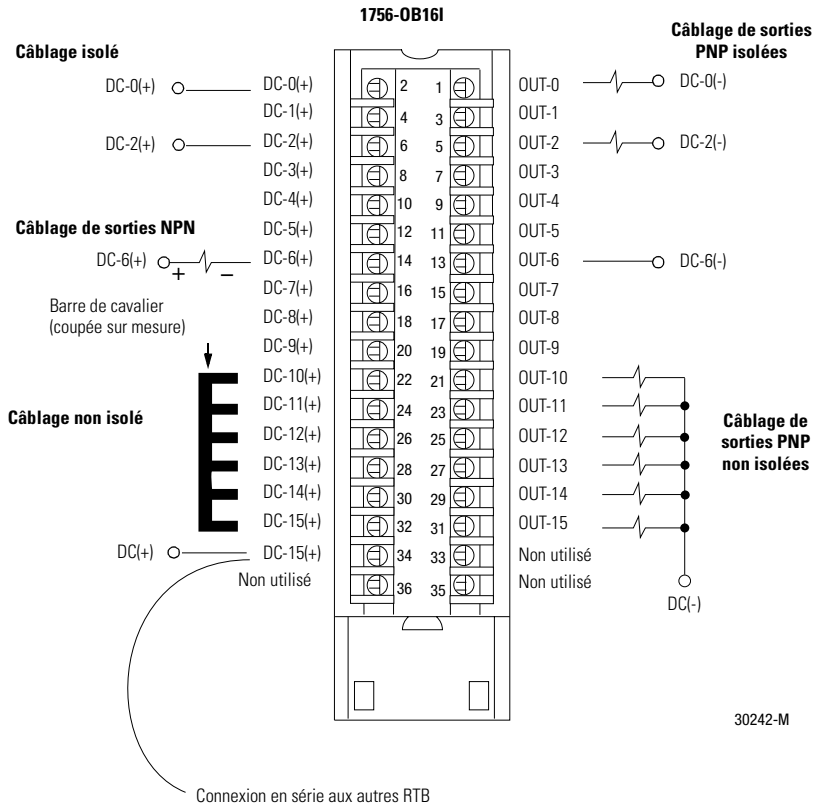 1756-OB16I
Câblage isolé
Câblage de sorties
PNP isolées
DC-0(+) DC-0(+) 2 1 OUT-0 DC-0(-)
DC-1(+) 4 3 OUT-1
DC-2(+) DC-2(+) 6 5 OUT-2 DC-2(-)
DC-3(+) 8 7 OUT-3
DC-4(+) 10 9 OUT-4
Câblage de sorties NPN
DC-5(+) 12 11 OUT-5
DC-6(+) + – DC-6(+) 14 13 OUT-6 DC-6(-)
DC-7(+) 16 15 OUT-7
Barre de cavalier
(coupée sur mesure)
DC-8(+) 18 17 OUT-8
DC-9(+) 20 19 OUT-9
DC-10(+) 22 21 OUT-10
DC-11(+) 24 23 OUT-11
Câblage non isolé
Câblage de
sorties PNP
non isolées
DC-12(+) 26 25 OUT-12
DC-13(+) 28 27 OUT-13
DC-14(+) 30 29 OUT-14
DC-15(+) 32 31 OUT-15
DC(+) DC-15(+) 34 33 Non utilisé
Non utilisé 36 35 Non utilisé
DC(-)
30242-M
Connexion en série aux autres RTB